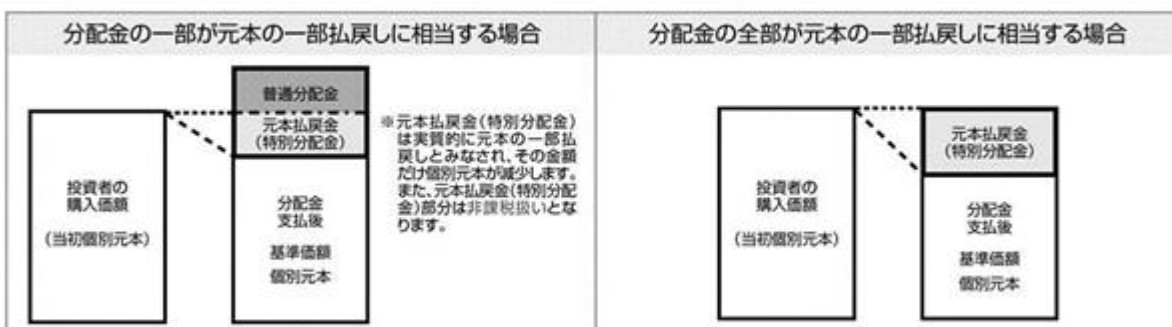 分配金の一部が元本の一部払戻しに相当する場合
普通分配金
元本払戻金
(特別分配金)
投資者の
購入価額
(当初個別元本)
分配金
支払後
基準価額
個別元本
※元本払戻金(特別分配金)
は実質的に元本の一部払
戻しとみなされ、その金額
だけ個別元本が減少します。
また、元本払戻金(特別分配
金)部分は非課税扱いとな
ります。
分配金の全部が元本の一部払戻しに相当する場合
投資者の
購入価額
(当初個別元本)
元本払戻金
(特別分配金)
分配金
支払後
基準価額
個別元本